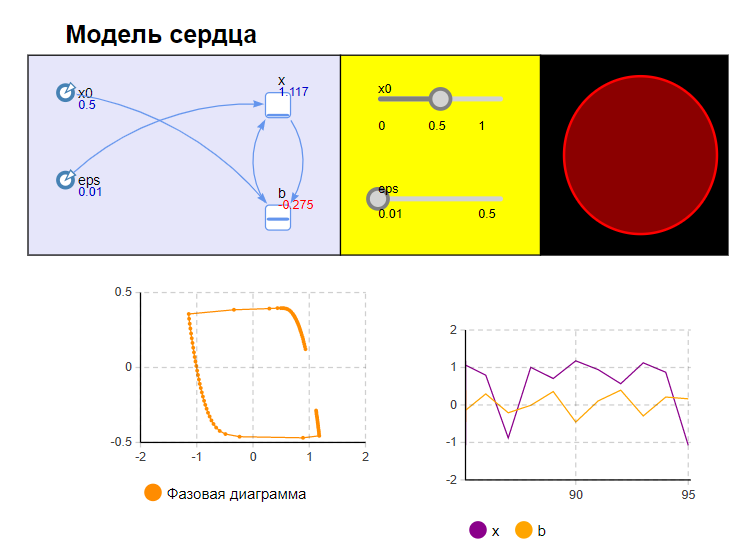 Модель сердца
x0
0.5
eps
0.01
x
1.117
b
-0.275
x0
0 0.5 1
eps
0.01 0.5
0.5
0
-0.5
-2 -1 0 1 2
Фазовая диаграмма
2
1
0
-1
-2
90 95
x b